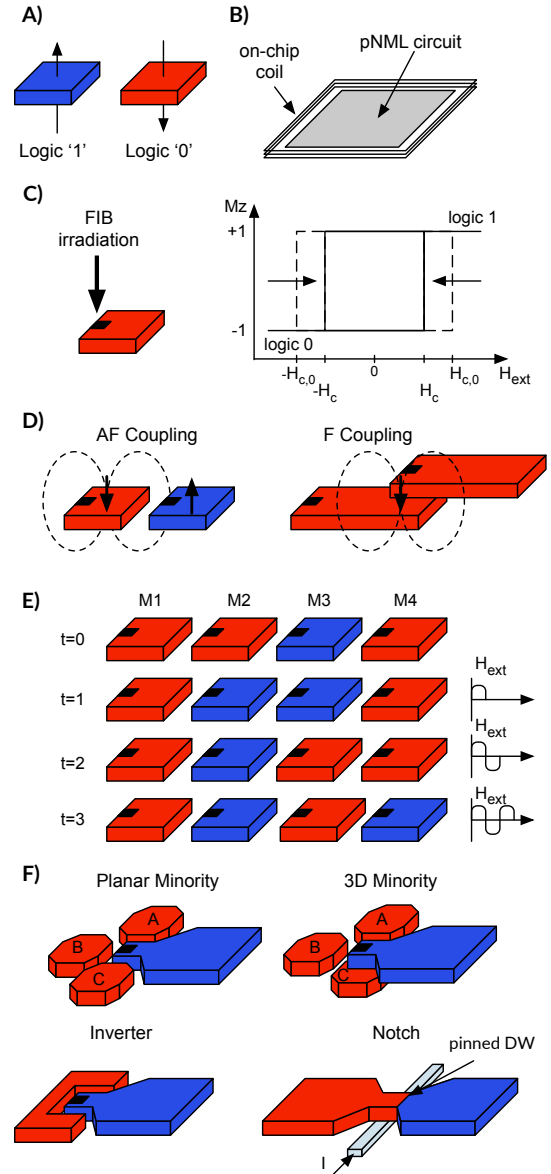 A)
Logic ‘1’
Logic ‘0’
B)
on-chip
coil
pNML circuit
C)
FIB
irradiation
Mz
+1
-1
logic 1
logic 0
-Hc,0
-Hc
0
Hc
Hc,0
Hext
D)
AF Coupling
F Coupling
E)
M1 M2 M3 M4
t=0
t=1
Hext
t=2
Hext
t=3
Hext
F)
Planar Minority
A
B
C
3D Minority
A
B
C
Inverter
Notch
pinned DW
I